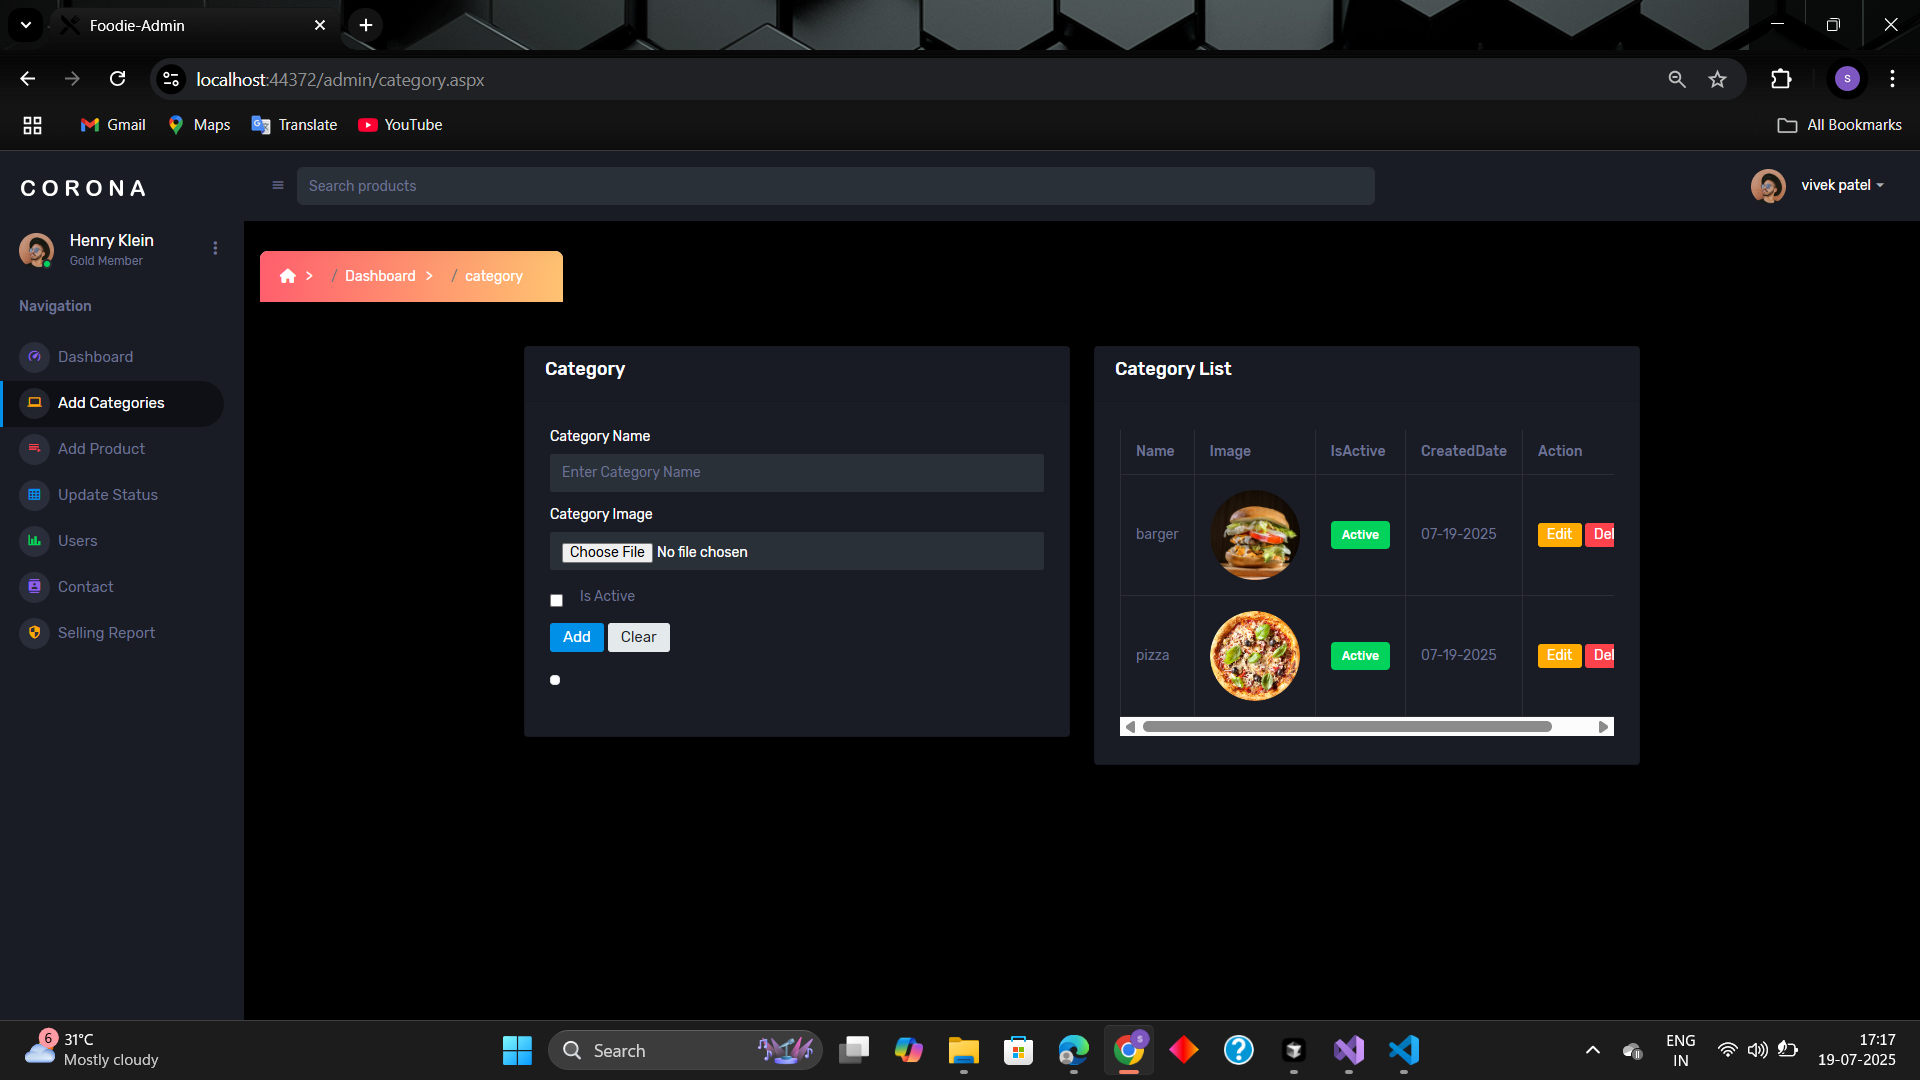 Foodie-Admin
localhost:44372/admin/category.aspx
Gmail
Maps
Translate
YouTube
All Bookmarks
S
CORONA
Search products
vivek patel
Henry Klein
Gold Member
Navigation
Dashboard
Add Categories
Add Product
Update Status
Users
Contact
Selling Report
> / Dashboard > / category
Category
Category Name
Enter Category Name
Category Image
Choose File No file chosen
Is Active
Add Clear
Category List
Name Image IsActive CreatedDate Action
barger Active 07-19-2025 Edit Del
pizza Active 07-19-2025 Edit Del
6
31°C
Mostly cloudy
Search
S
ENG
IN
17:17
19-07-2025